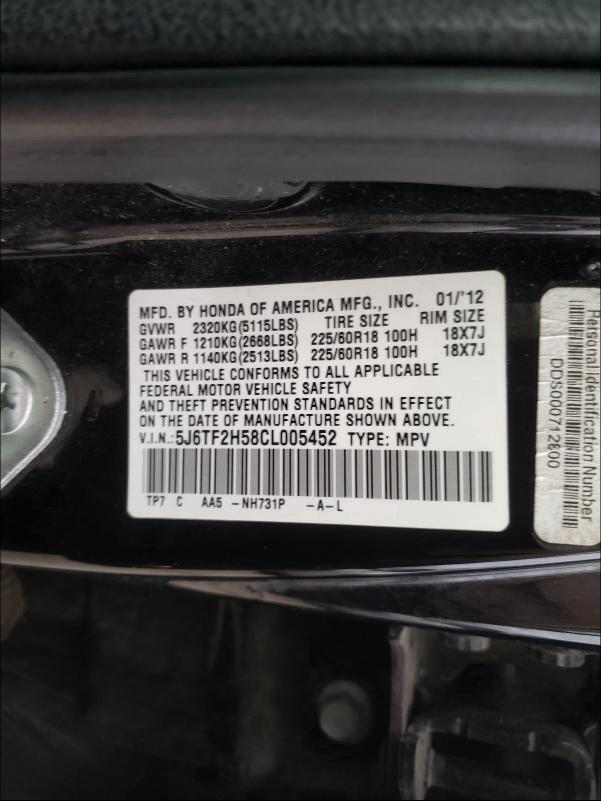 MFD. BY HONDA OF AMERICA MFG., INC. 01/'12
GVWR 2320KG(5115LBS) TIRE SIZE RIM SIZE
GAWR F 1210KG(2668LBS) 225/60R18 100H 18X7J
GAWR R 1140KG(2513LBS) 225/60R18 100H 18X7J
THIS VEHICLE CONFORMS TO ALL APPLICABLE
FEDERAL MOTOR VEHICLE SAFETY
AND THEFT PREVENTION STANDARDS IN EFFECT
ON THE DATE OF MANUFACTURE SHOWN ABOVE.
V.I.N.:5J6TF2H58CL005452 TYPE: MPV
TP7 C AA5 -NH731P -A-L
Personal Identification Number
DDS000712800